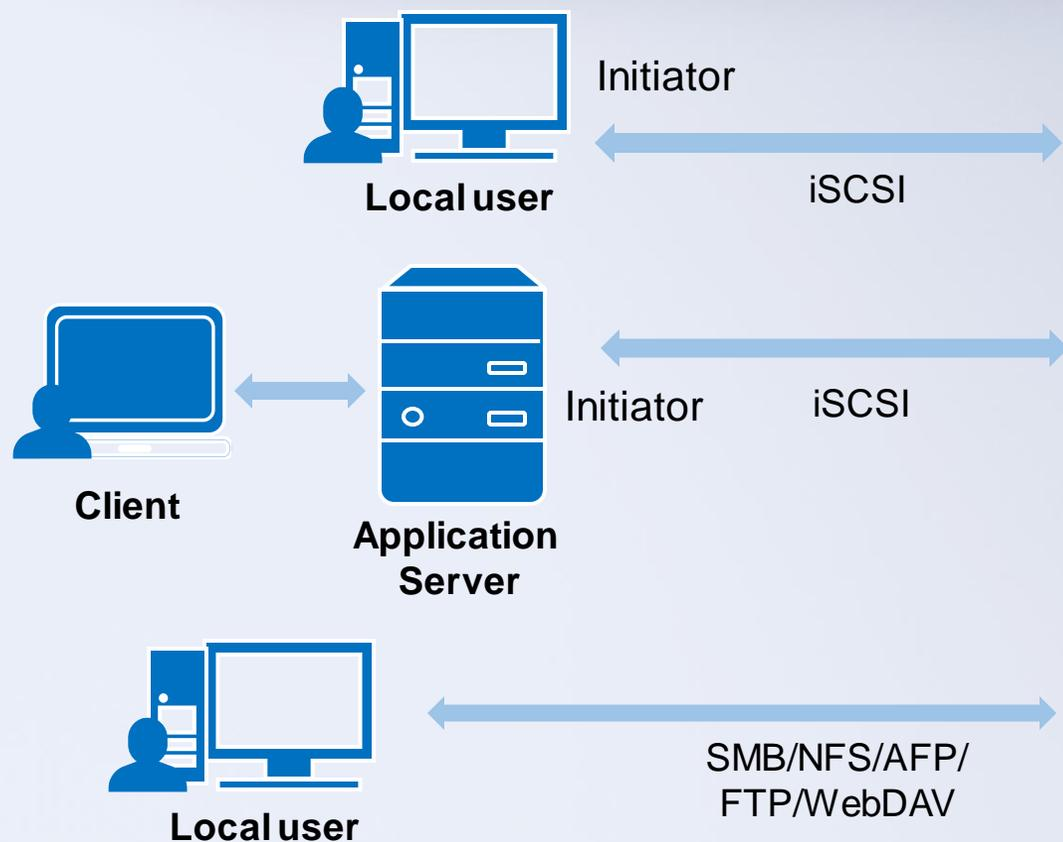 Initiator
iSCSI
Local user
Initiator
iSCSI
Client
Application
Server
SMB/NFS/AFP/
FTP/WebDAV
Local user